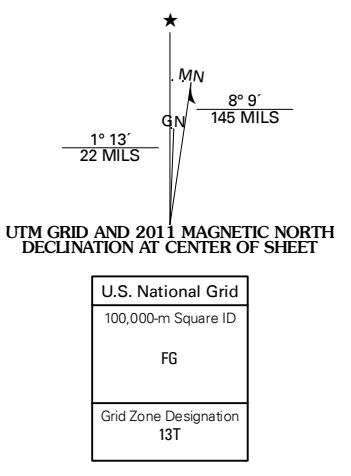 ★
MN
GN
8° 9´
145 MILS
1° 13´
22 MILS
UTM GRID AND 2011 MAGNETIC NORTH
DECLINATION AT CENTER OF SHEET
U.S. National Grid
100,000-m Square ID
FG
Grid Zone Designation
13T